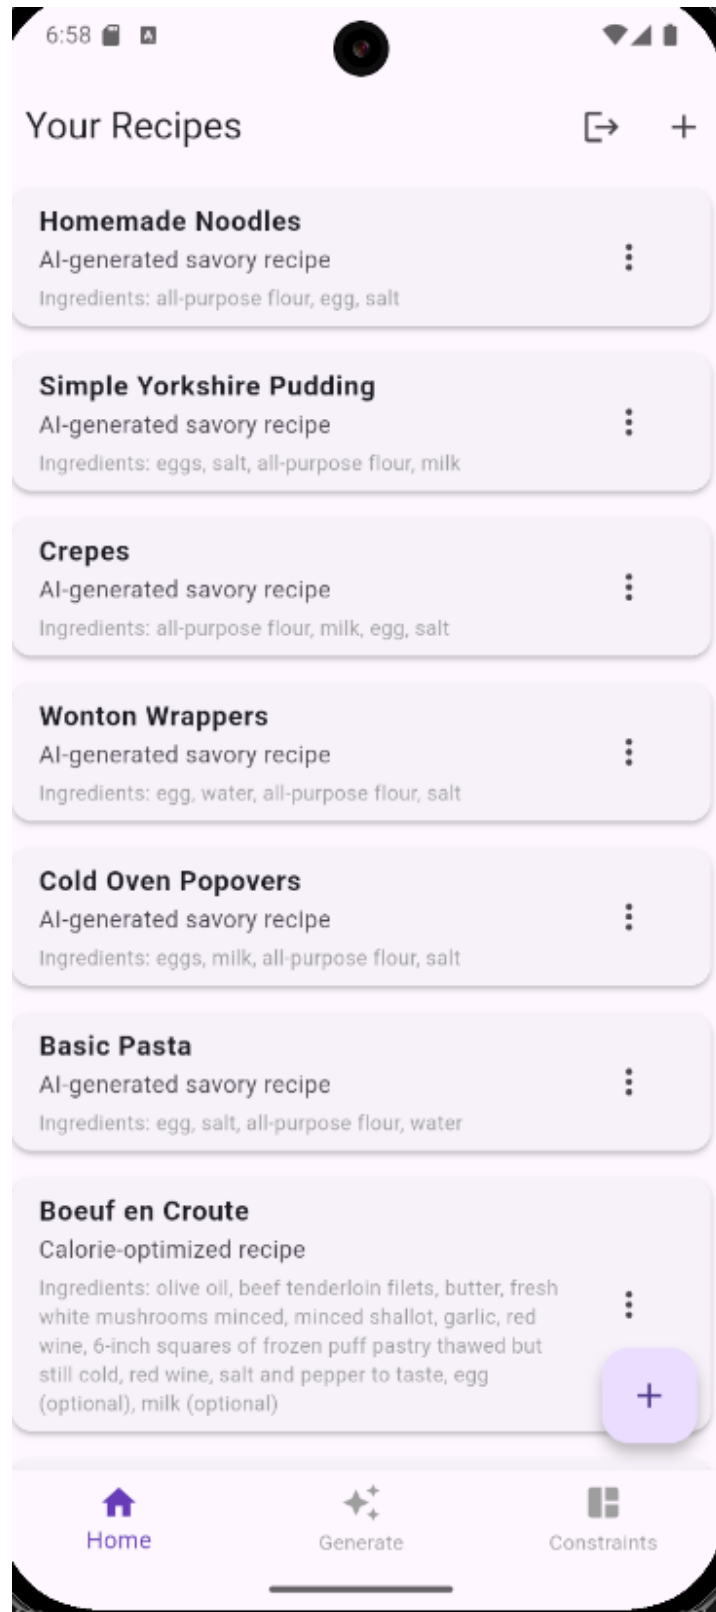 6:58
Your Recipes
Homemade Noodles
AI-generated savory recipe
Ingredients: all-purpose flour, egg, salt
Simple Yorkshire Pudding
AI-generated savory recipe
Ingredients: eggs, salt, all-purpose flour, milk
Crepes
AI-generated savory recipe
Ingredients: all-purpose flour, milk, egg, salt
Wonton Wrappers
AI-generated savory recipe
Ingredients: egg, water, all-purpose flour, salt
Cold Oven Popovers
AI-generated savory recipe
Ingredients: eggs, milk, all-purpose flour, salt
Basic Pasta
AI-generated savory recipe
Ingredients: egg, salt, all-purpose flour, water
Boeuf en Croute
Calorie-optimized recipe
Ingredients: olive oil, beef tenderloin filets, butter, fresh
white mushrooms minced, minced shallot, garlic, red
wine, 6-inch squares of frozen puff pastry thawed but
still cold, red wine, salt and pepper to taste, egg
(optional), milk (optional)
Home
Generate
Constraints